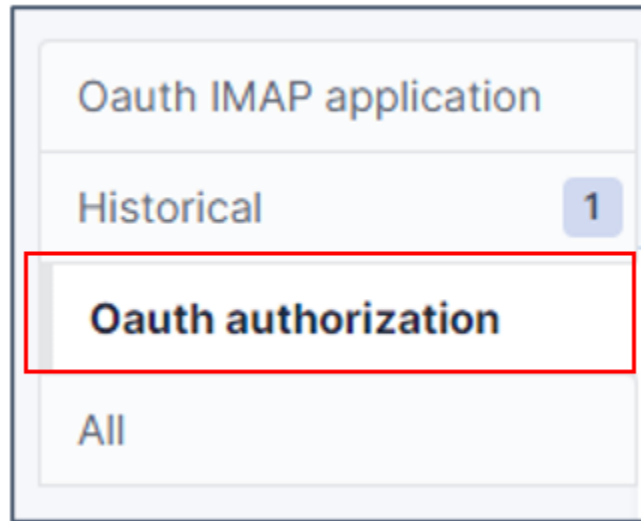 Oauth IMAP application
Historical 1
Oauth authorization
All